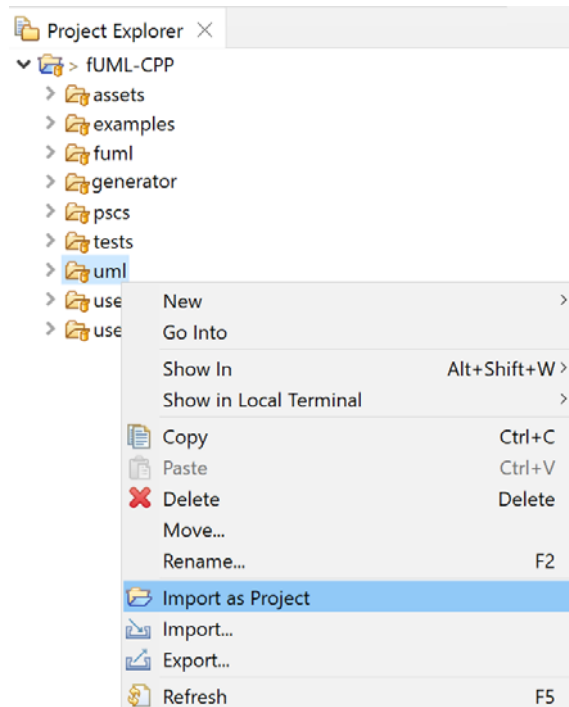 Project Explorer
> fUML-CPP
assets
examples
fuml
generator
pscs
tests
uml
use
use
New
Go Into
Show In Alt+Shift+W
Show in Local Terminal
Copy Ctrl+C
Paste Ctrl+V
Delete Delete
Move...
Rename... F2
Import as Project
Import...
Export...
Refresh F5